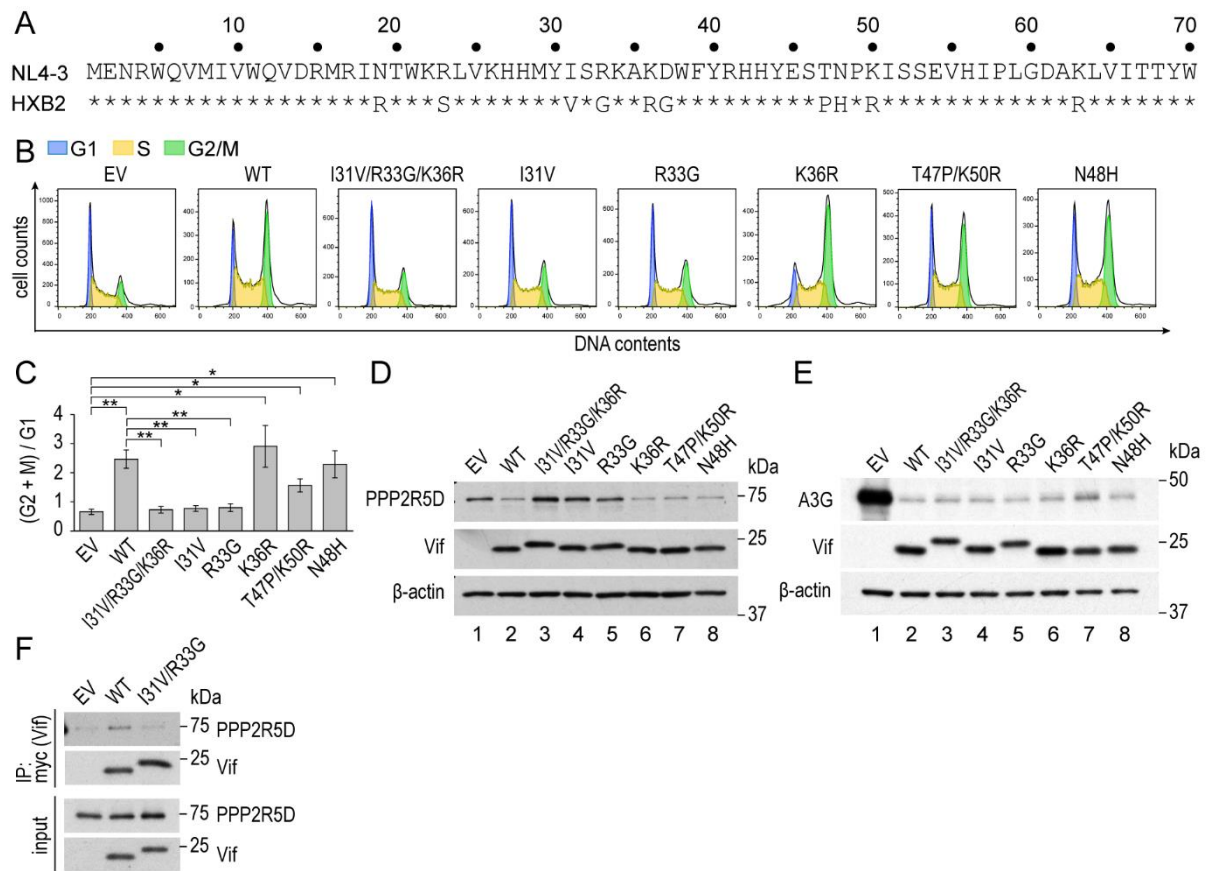 A
10 20 30 40 50 60 70
NL4-3 MENRWQVMIVWQVDRMRINTWKRLVKHHMYISRKAKDWFYRHHYESTNPKISSEVHIPLGDAKLVITTYW
HXB2 ******************R***S*******V*G**RG*********PH*R************R*******
B
G1 S G2/M
EV WT I31V/R33G/K36R I31V R33G K36R T47P/K50R N48H
cell counts
DNA contents
C
(G2 + M) / G1
4
3
2
1
0
* * * ** ** ** **
EV WT I31V/R33G/K36R I31V R33G K36R T47P/K50R N48H
D
EV WT I31V/R33G/K36R I31V R33G K36R T47P/K50R N48H
kDa
PPP2R5D 75
Vif 25
β-actin 37
1 2 3 4 5 6 7 8
E
EV WT I31V/R33G/K36R I31V R33G K36R T47P/K50R N48H
kDa
A3G 50
Vif 25
β-actin 37
1 2 3 4 5 6 7 8
F
EV WT I31V/R33G
kDa
IP: myc (Vif)
75 PPP2R5D
25 Vif
input
75 PPP2R5D
25 Vif